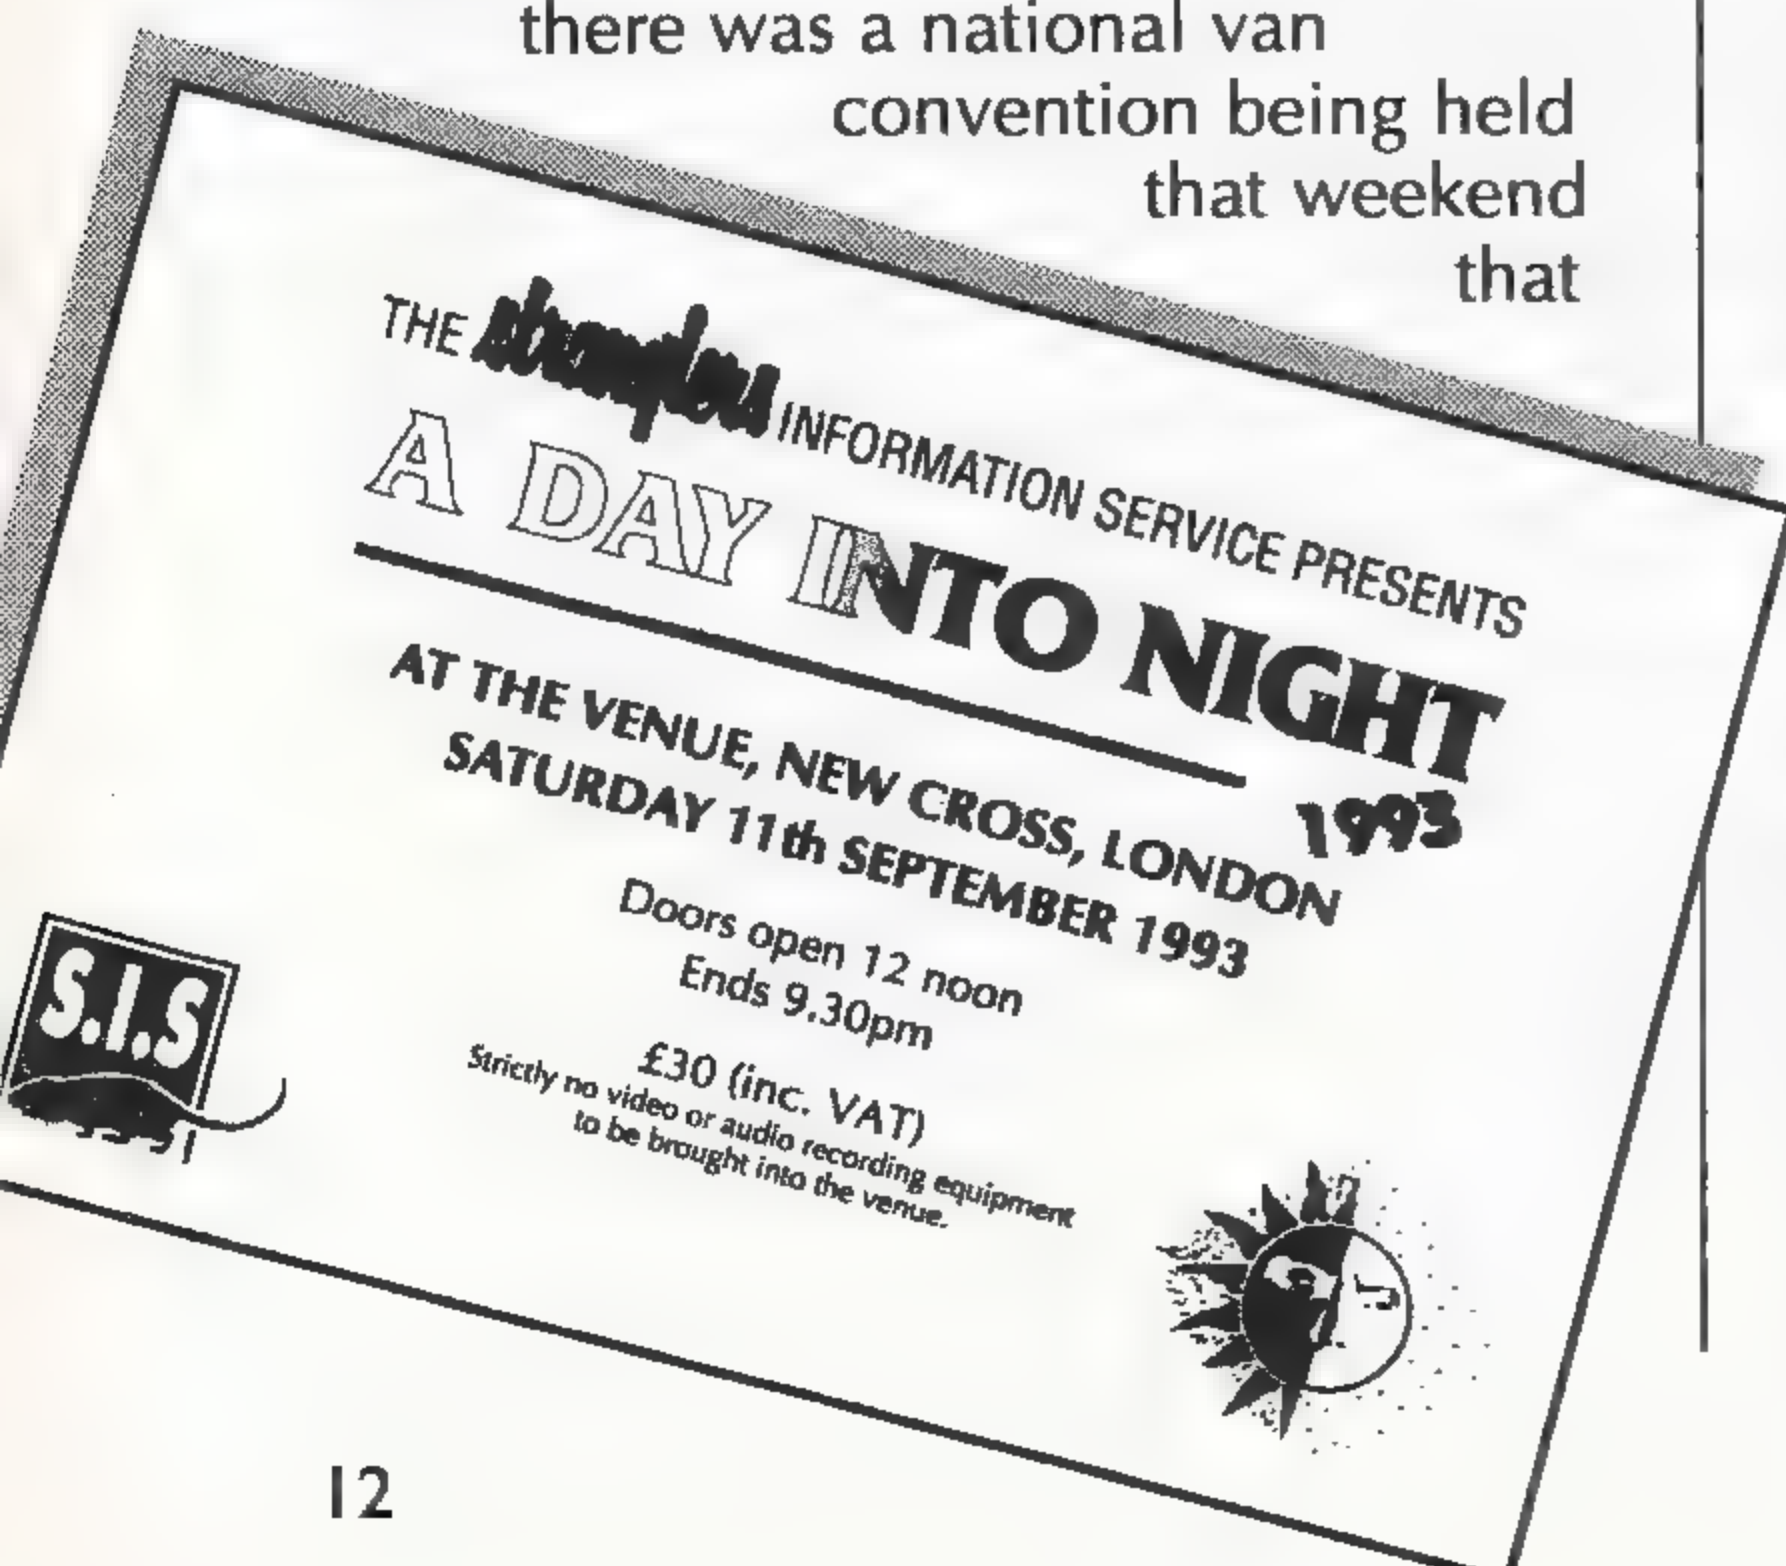 there was a national van
convention being held
that weekend
that
THE stranglers INFORMATION SERVICE PRESENTS
A DAY INTO NIGHT
1993
AT THE VENUE, NEW CROSS, LONDON
SATURDAY 11th SEPTEMBER 1993
Doors open 12 noon
Ends 9.30pm
£30 (inc. VAT)
Strictly no video or audio recording equipment
to be brought into the venue.
S.I.S
12